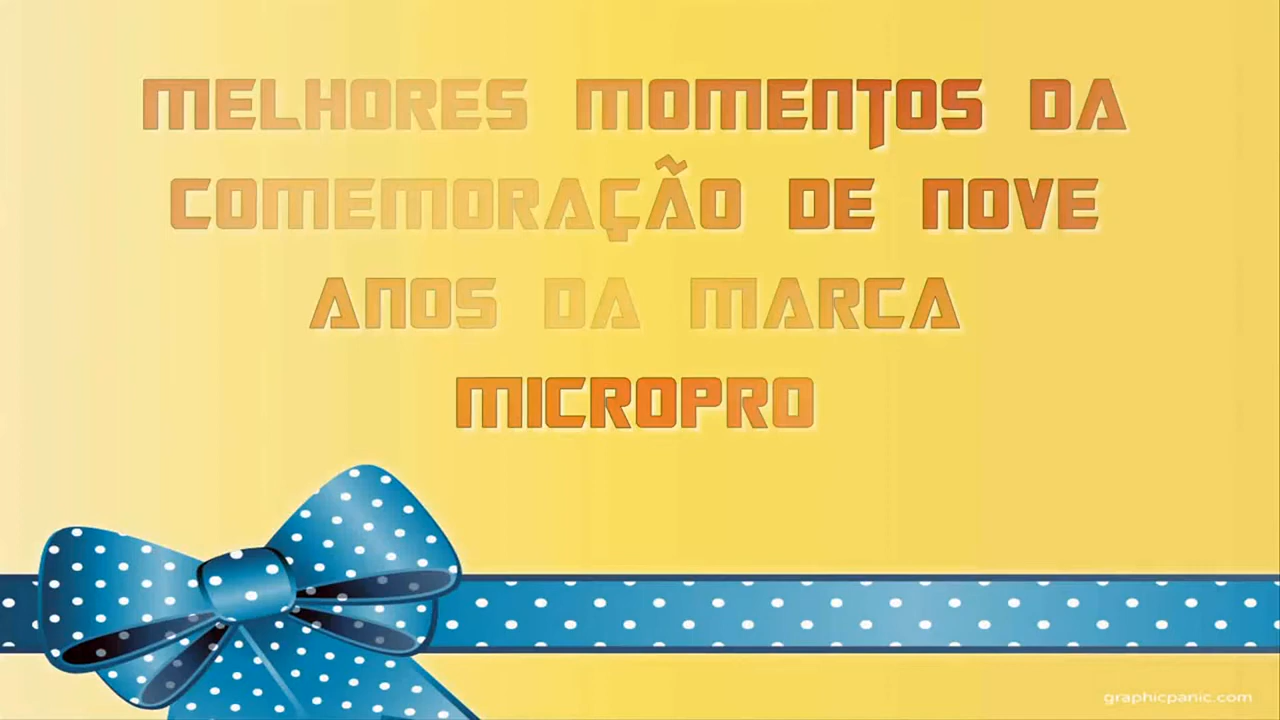 MELHORES MOMENTOS DA
COMEMORAÇÃO DE NOVE
ANOS DA MARCA
MICROPRO
graphicpanic.com